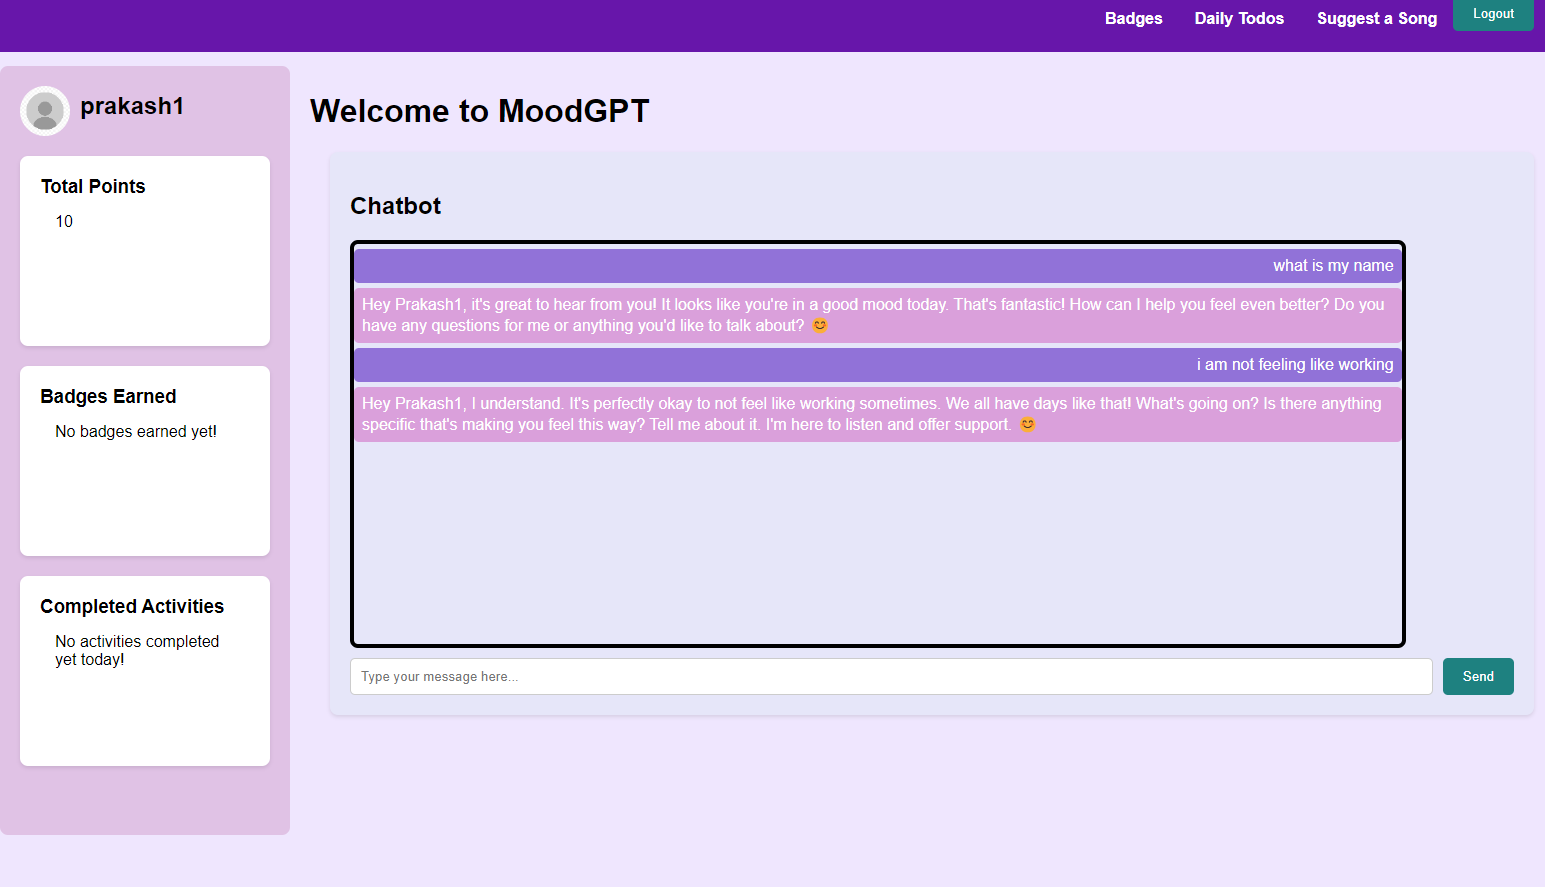 Badges Daily Todos Suggest a Song Logout
prakash1
Total Points
10
Badges Earned
No badges earned yet!
Completed Activities
No activities completed
yet today!
Welcome to MoodGPT
Chatbot
what is my name
Hey Prakash1, it's great to hear from you! It looks like you're in a good mood today. That's fantastic! How can I help you feel even better? Do you
have any questions for me or anything you'd like to talk about? 😊
i am not feeling like working
Hey Prakash1, I understand. It's perfectly okay to not feel like working sometimes. We all have days like that! What's going on? Is there anything
specific that's making you feel this way? Tell me about it. I'm here to listen and offer support. 😊
Type your message here... Send